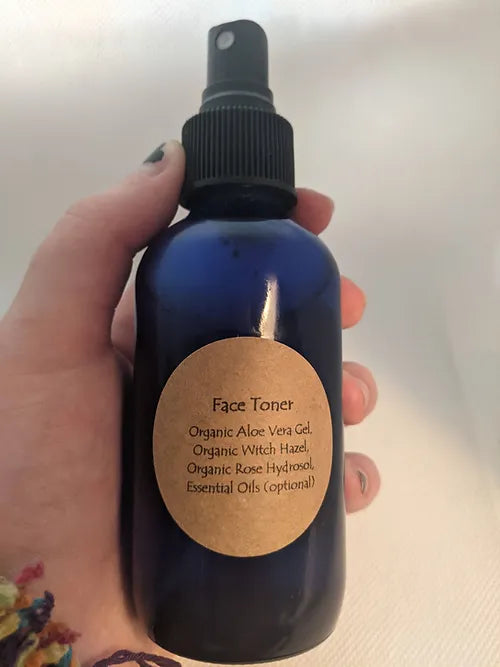 Face Toner
Organic Aloe Vera Gel,
Organic Witch Hazel,
Organic Rose Hydrosol,
Essential Oils (optional)